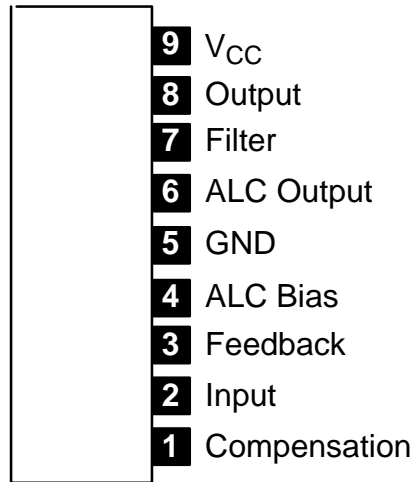 9 VCC
8 Output
7 Filter
6 ALC Output
5 GND
4 ALC Bias
3 Feedback
2 Input
1 Compensation